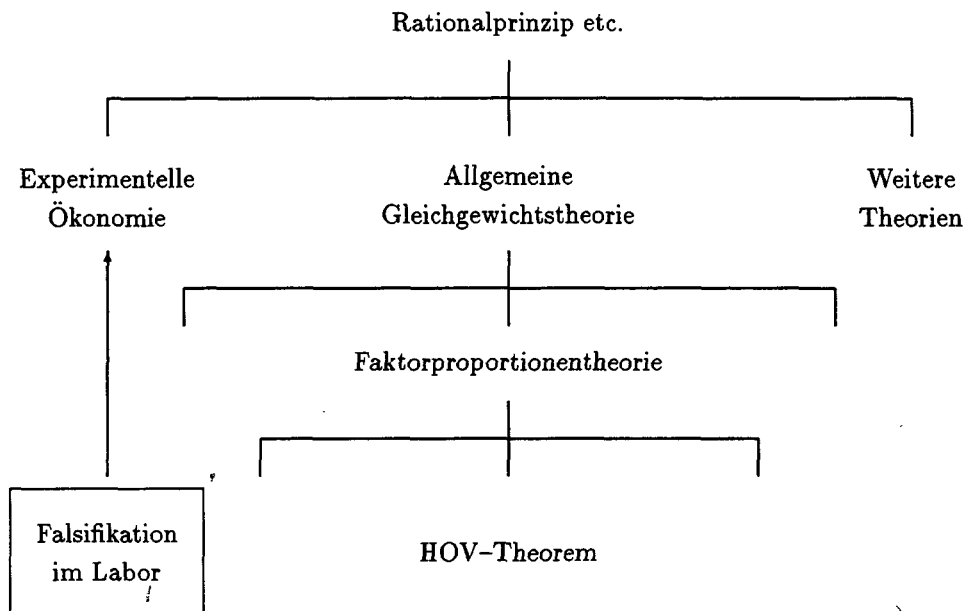 Rationalprinzip etc.
Experimentelle
Ökonomie
Allgemeine
Gleichgewichtstheorie
Weitere
Theorien
Faktorproportionentheorie
Falsifikation
im Labor
HOV–Theorem